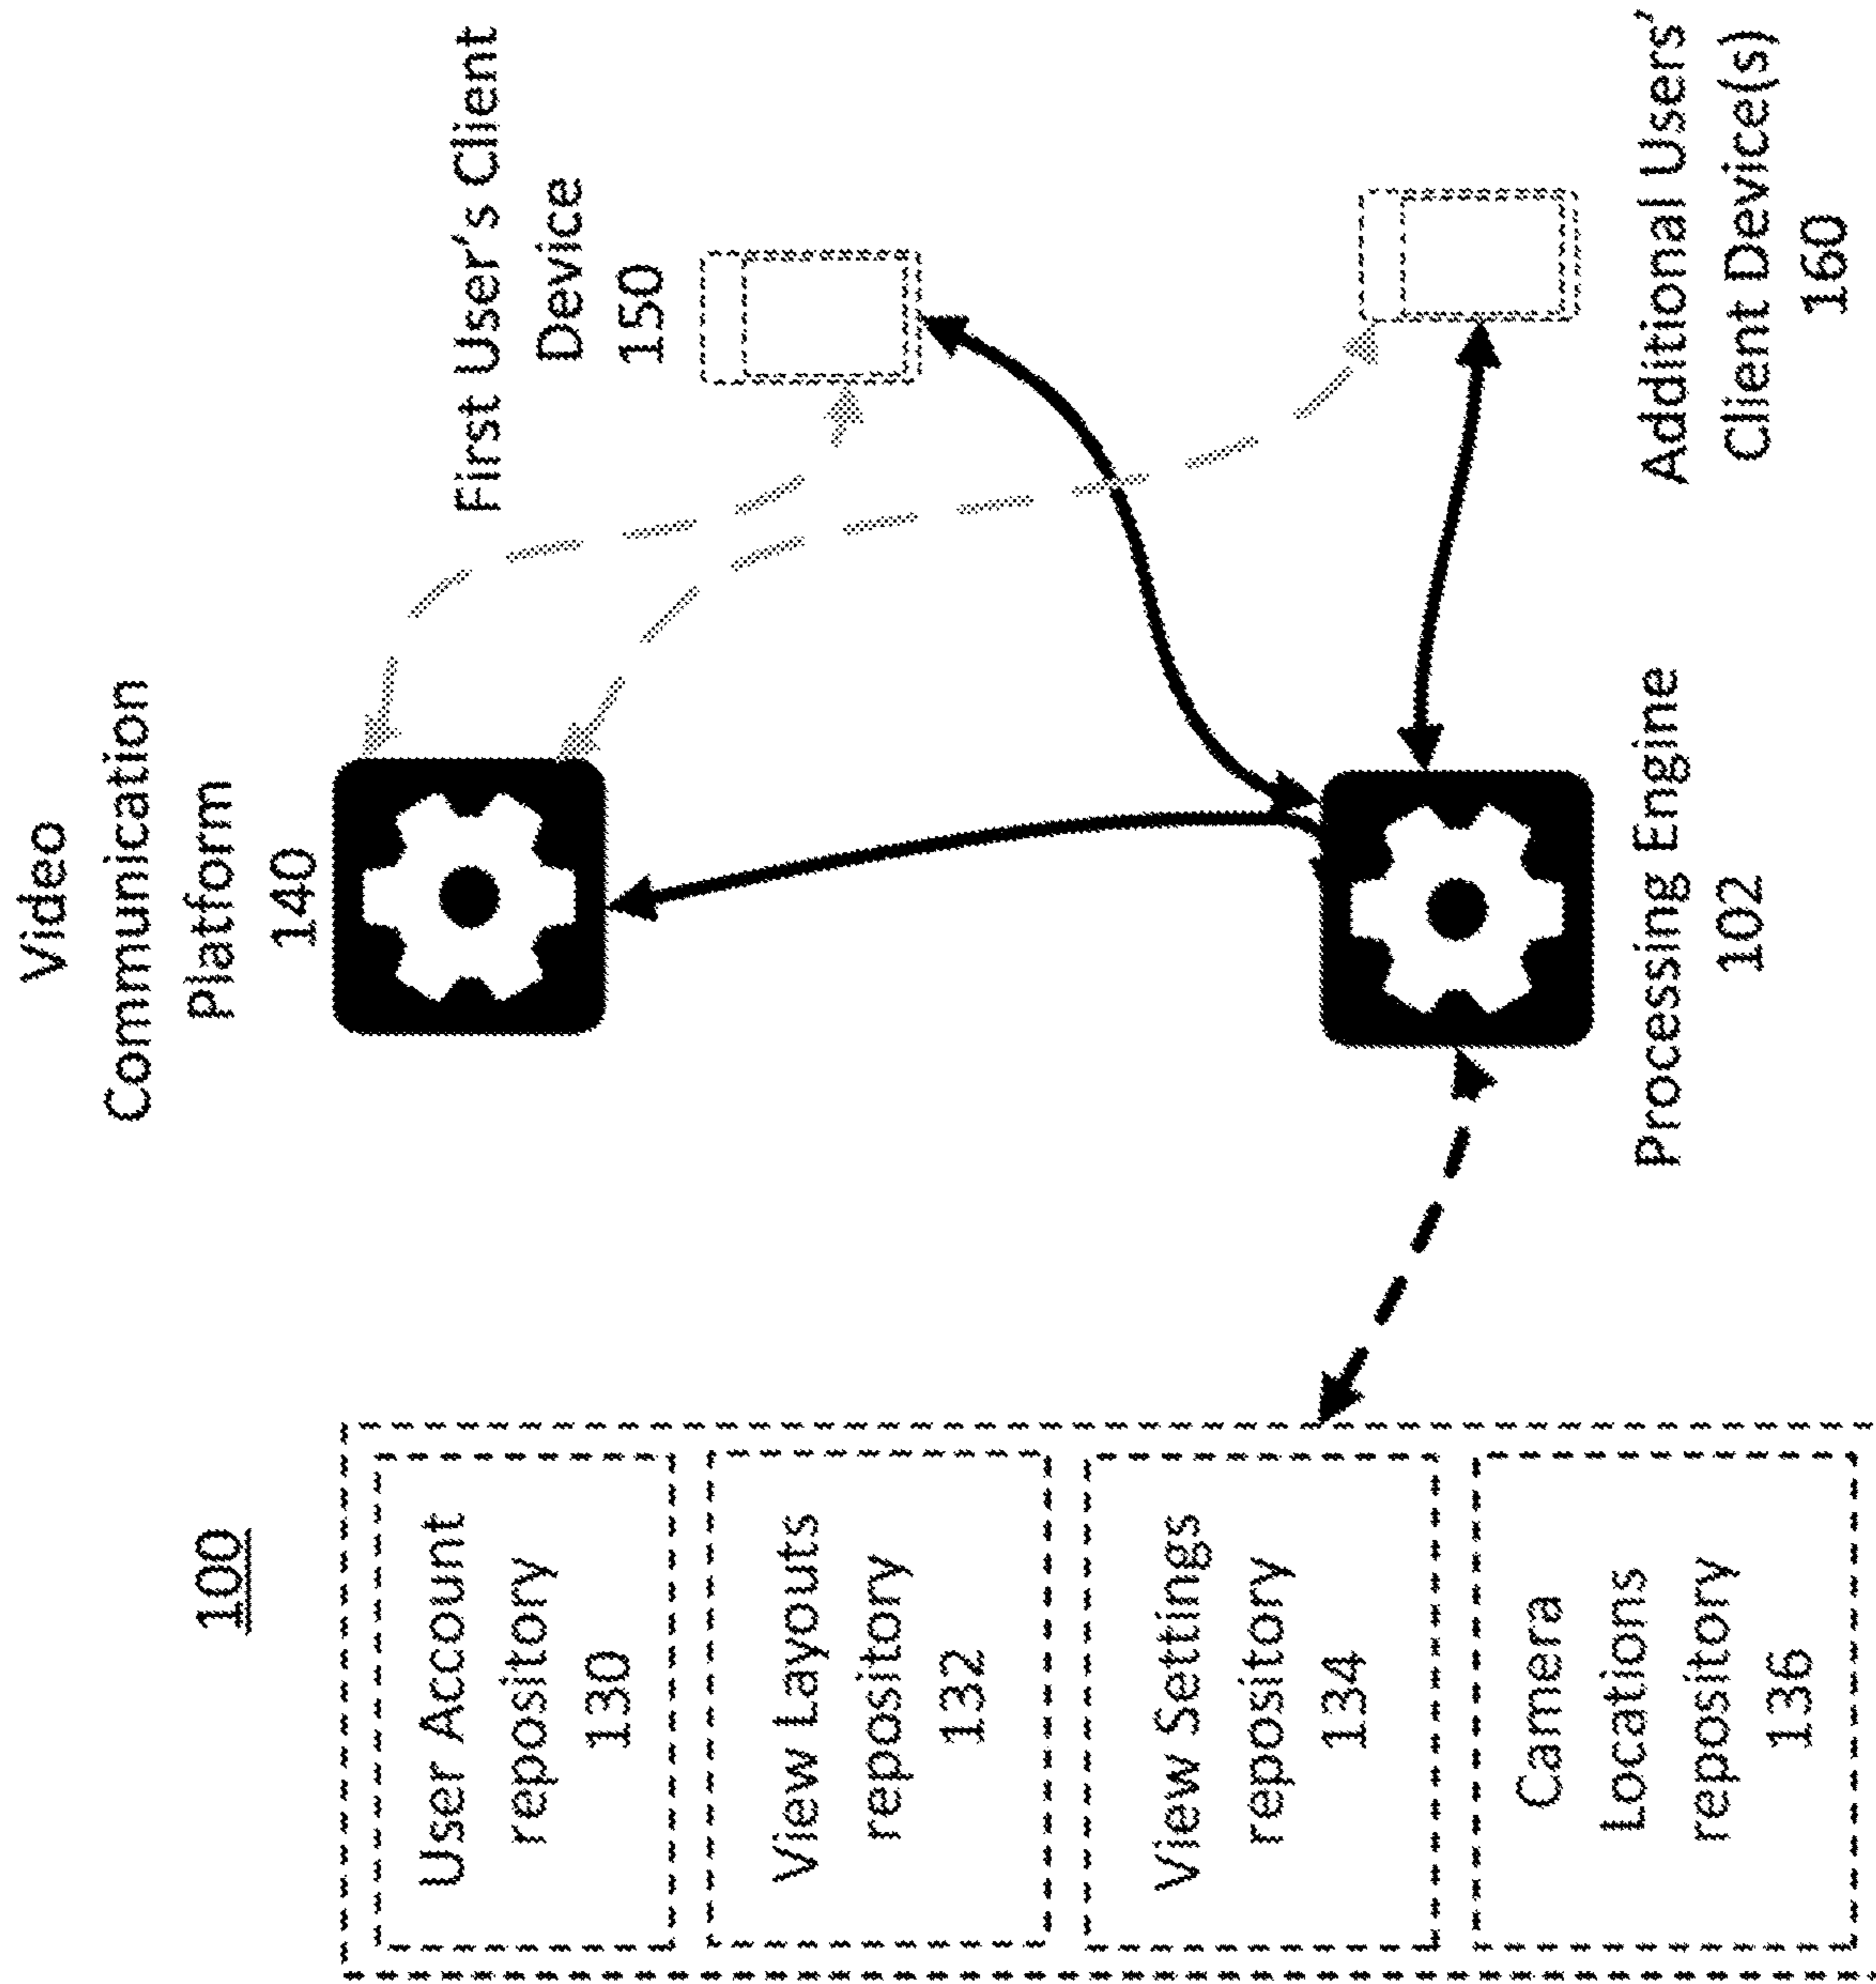 100
User Account
repository
130
View Layouts
repository
132
View Settings
repository
134
Camera
Locations
repository
136
Video
Communication
Platform
140
Processing Engine
102
First User's Client
Device
150
Additional Users'
Client Device(s)
160